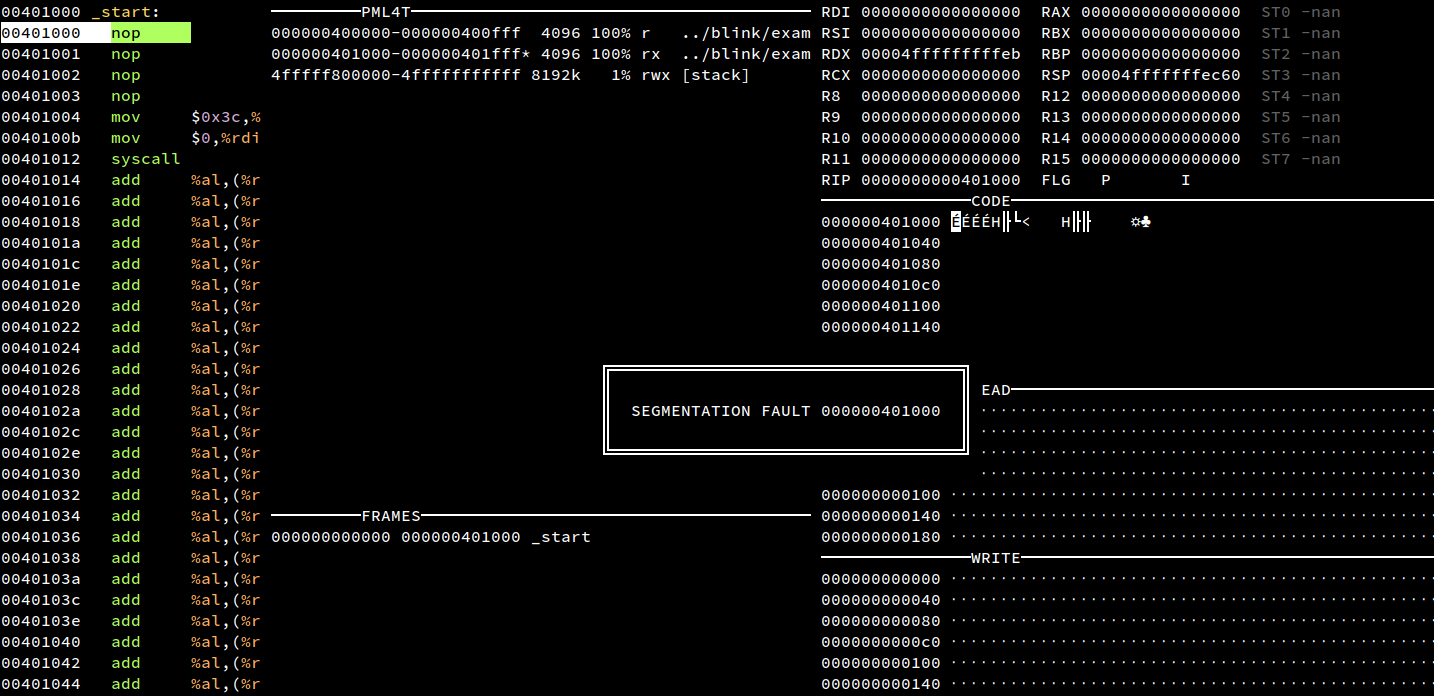 00401000 _start: PML4T RDI 0000000000000000 RAX 0000000000000000 ST0 -nan
00401000 nop 000000400000-000000400fff 4096 100% r ../blink/exam RSI 0000000000000000 RBX 0000000000000000 ST1 -nan
00401001 nop 000000401000-000000401fff* 4096 100% rx ../blink/exam RDX 00004fffffffffeb RBP 0000000000000000 ST2 -nan
00401002 nop 4fffff800000-4fffffffffff 8192k 1% rwx [stack] RCX 0000000000000000 RSP 00004fffffffec60 ST3 -nan
00401003 nop R8 0000000000000000 R12 0000000000000000 ST4 -nan
00401004 mov $0x3c,% R9 0000000000000000 R13 0000000000000000 ST5 -nan
0040100b mov $0,%rdi R10 0000000000000000 R14 0000000000000000 ST6 -nan
00401012 syscall R11 0000000000000000 R15 0000000000000000 ST7 -nan
00401014 add %al,(%r RIP 0000000000401000 FLG P I
00401016 add %al,(%r CODE
00401018 add %al,(%r 000000401000 ÉÉÉÉH╟└< H╟╟ ☼♣
0040101a add %al,(%r 000000401040
0040101c add %al,(%r 000000401080
0040101e add %al,(%r 0000004010c0
00401020 add %al,(%r 000000401100
00401022 add %al,(%r 000000401140
00401024 add %al,(%r
00401026 add %al,(%r
00401028 add %al,(%r EAD
0040102a add %al,(%r SEGMENTATION FAULT 000000401000
0040102c add %al,(%r
0040102e add %al,(%r
00401030 add %al,(%r
00401032 add %al,(%r 000000000100
00401034 add %al,(%r FRAMES 000000000140
00401036 add %al,(%r 000000000000 000000401000 _start 000000000180
00401038 add %al,(%r WRITE
0040103a add %al,(%r 000000000000
0040103c add %al,(%r 000000000040
0040103e add %al,(%r 000000000080
00401040 add %al,(%r 0000000000c0
00401042 add %al,(%r 000000000100
00401044 add %al,(%r 000000000140